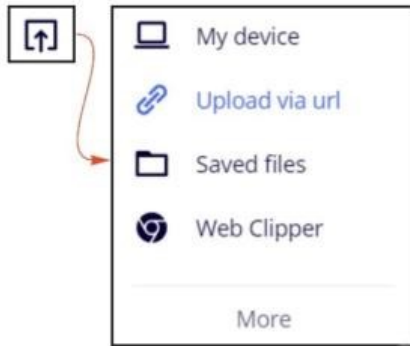 My device
Upload via url
Saved files
Web Clipper
More